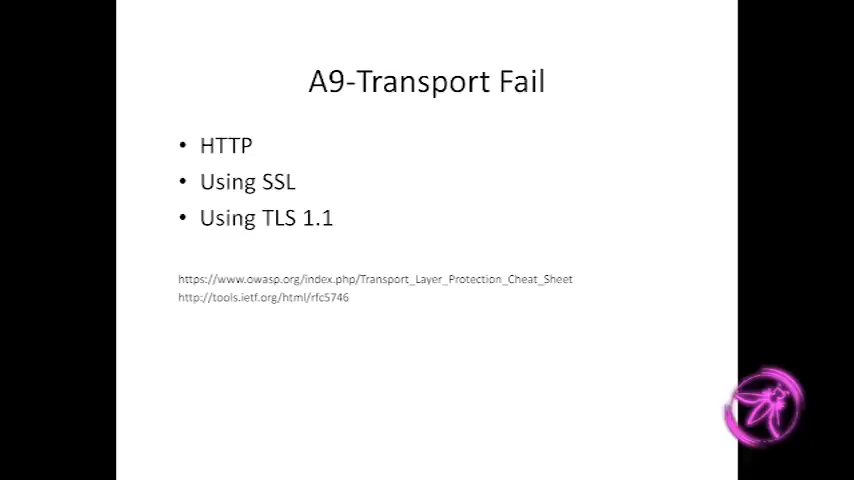 A9-Transport Fail
• HTTP
• Using SSL
• Using TLS 1.1
https://www.owasp.org/index.php/Transport_Layer_Protection_Cheat_Sheet
http://tools.ietf.org/html/rfc5746